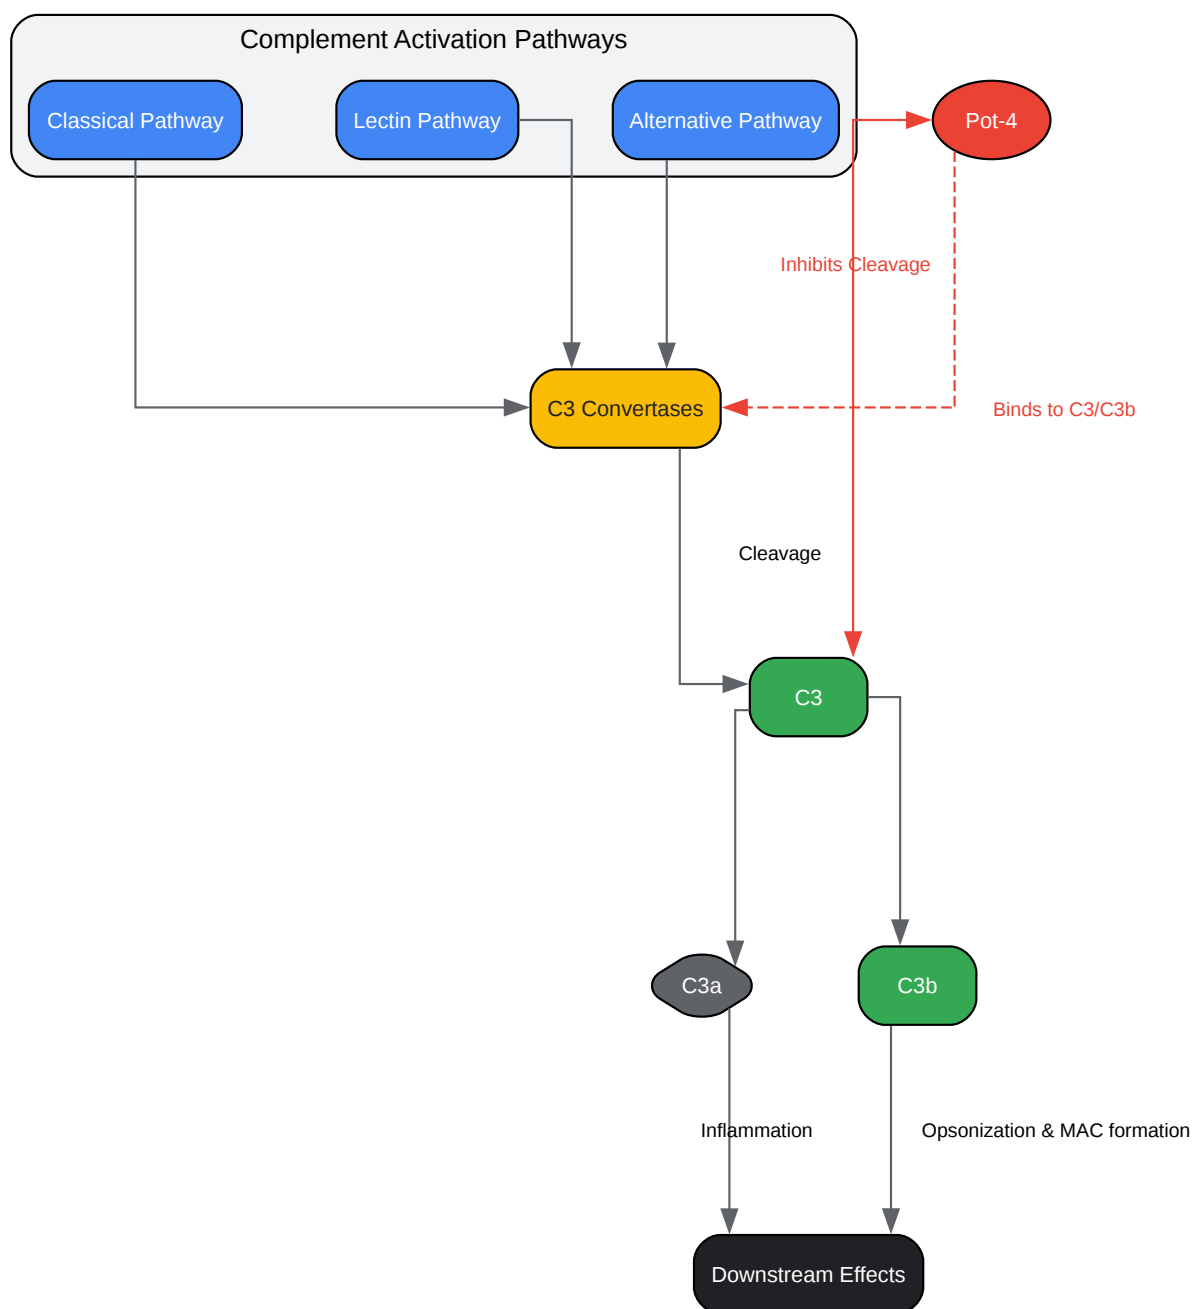 Complement Activation Pathways
Classical Pathway
Lectin Pathway
Alternative Pathway
Pot-4
Inhibits Cleavage
C3 Convertases
Binds to C3/C3b
Cleavage
C3
C3a
C3b
Inflammation
Opsonization & MAC formation
Downstream Effects